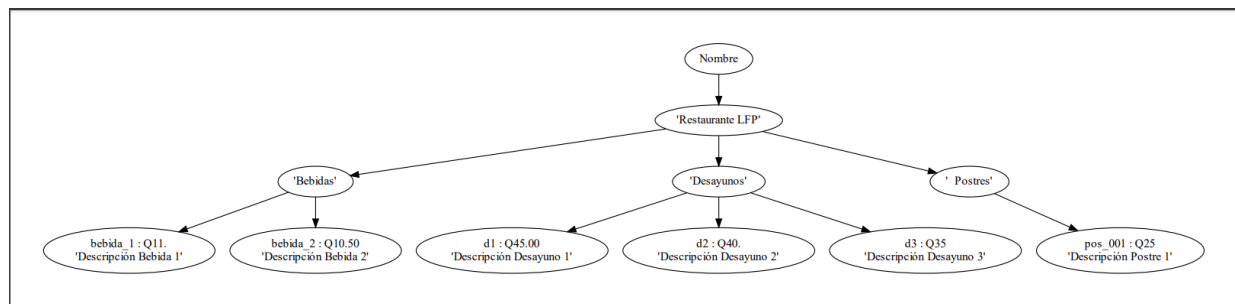 Nombre
'Restaurante LFP'
'Bebidas'
'Desayunos'
'  Postres'
bebida_1 : Q11.
'Descripción Bebida 1'
bebida_2 : Q10.50
'Descripción Bebida 2'
d1 : Q45.00
'Descripción Desayuno 1'
d2 : Q40.
'Descripción Desayuno 2'
d3 : Q35
'Descripción Desayuno 3'
pos_001 : Q25
'Descripción Postre 1'